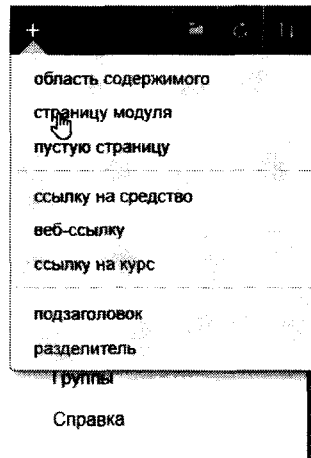 +
область содержимого
страницу модуля
пустую страницу
ссылку на средство
веб-ссылку
ссылку на курс
подзаголовок
разделитель
Группы
Справка